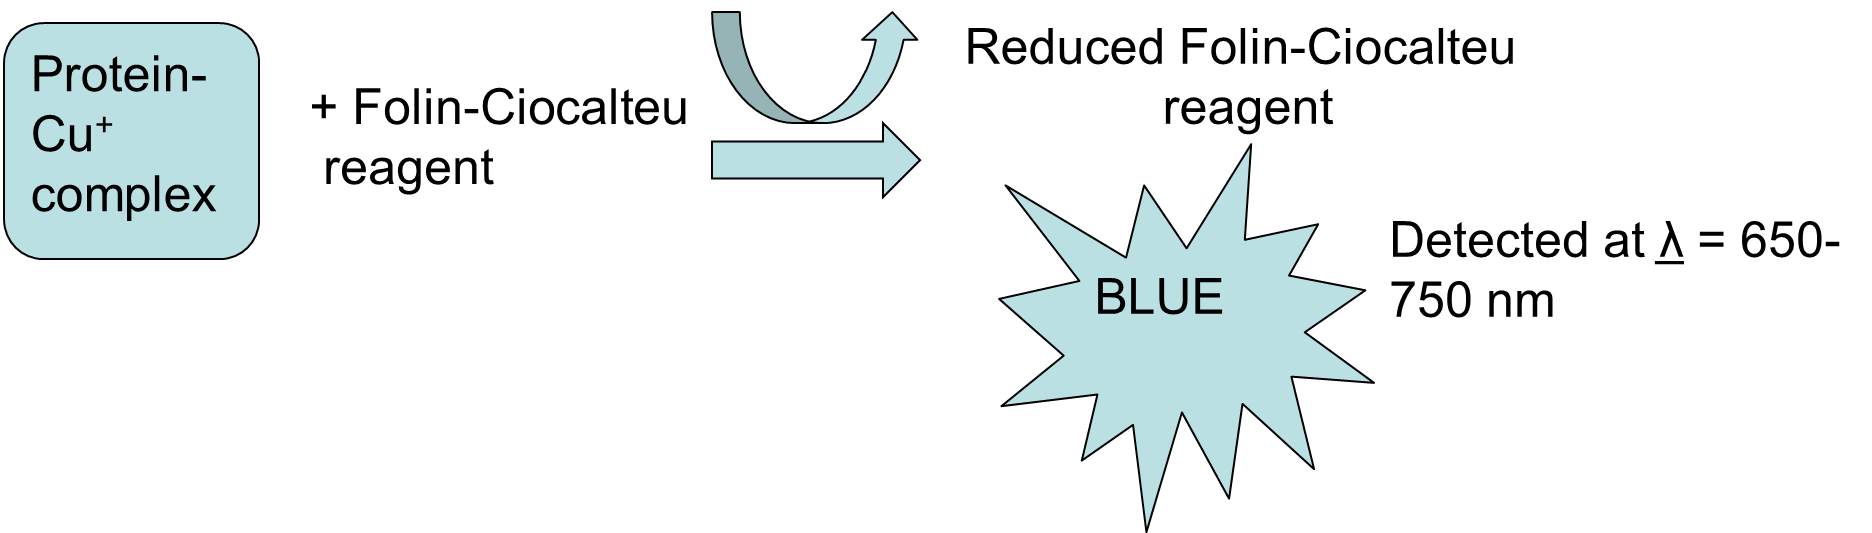 Protein-
Cu⁺
complex
+ Folin-Ciocalteu
reagent
Reduced Folin-Ciocalteu
reagent
BLUE
Detected at λ = 650-
750 nm